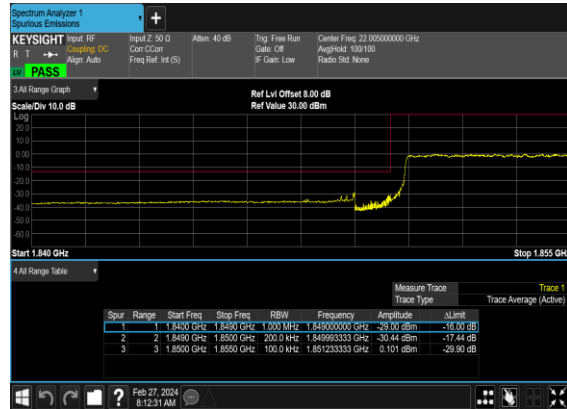 Spectrum Analyzer 1
Spurious Emissions
+
KEYSIGHT Input: RF Input Z: 50 Ω Atten: 40 dB Trig: Free Run Center Freq: 22.005000000 GHz
R T Coupling: DC Corr CCorr Gate: Off Avg|Hold: 100/100
Align: Auto Freq Ref: Int (S) IF Gain: Low Radio Std: None
LXI PASS
3 All Range Graph
Ref Lvl Offset 8.00 dB
Scale/Div 10.0 dB Ref Value 30.00 dBm
Log
20.0
10.0
0.00
-10.0
-20.0
-30.0
-40.0
-50.0
-60.0
Start 1.840 GHz Stop 1.855 GH
4 All Range Table
Measure Trace Trace 1
Trace Type Trace Average (Active)
Spur Range Start Freq Stop Freq RBW Frequency Amplitude ΔLimit
1 1 1.8400 GHz 1.8490 GHz 1.000 MHz 1.849000000 GHz -29.00 dBm -16.00 dB
2 2 1.8490 GHz 1.8500 GHz 200.0 kHz 1.849993333 GHz -30.44 dBm -17.44 dB
3 3 1.8500 GHz 1.8550 GHz 100.0 kHz 1.851233333 GHz 0.101 dBm -29.90 dB
? Feb 27, 2024
8:12:31 AM